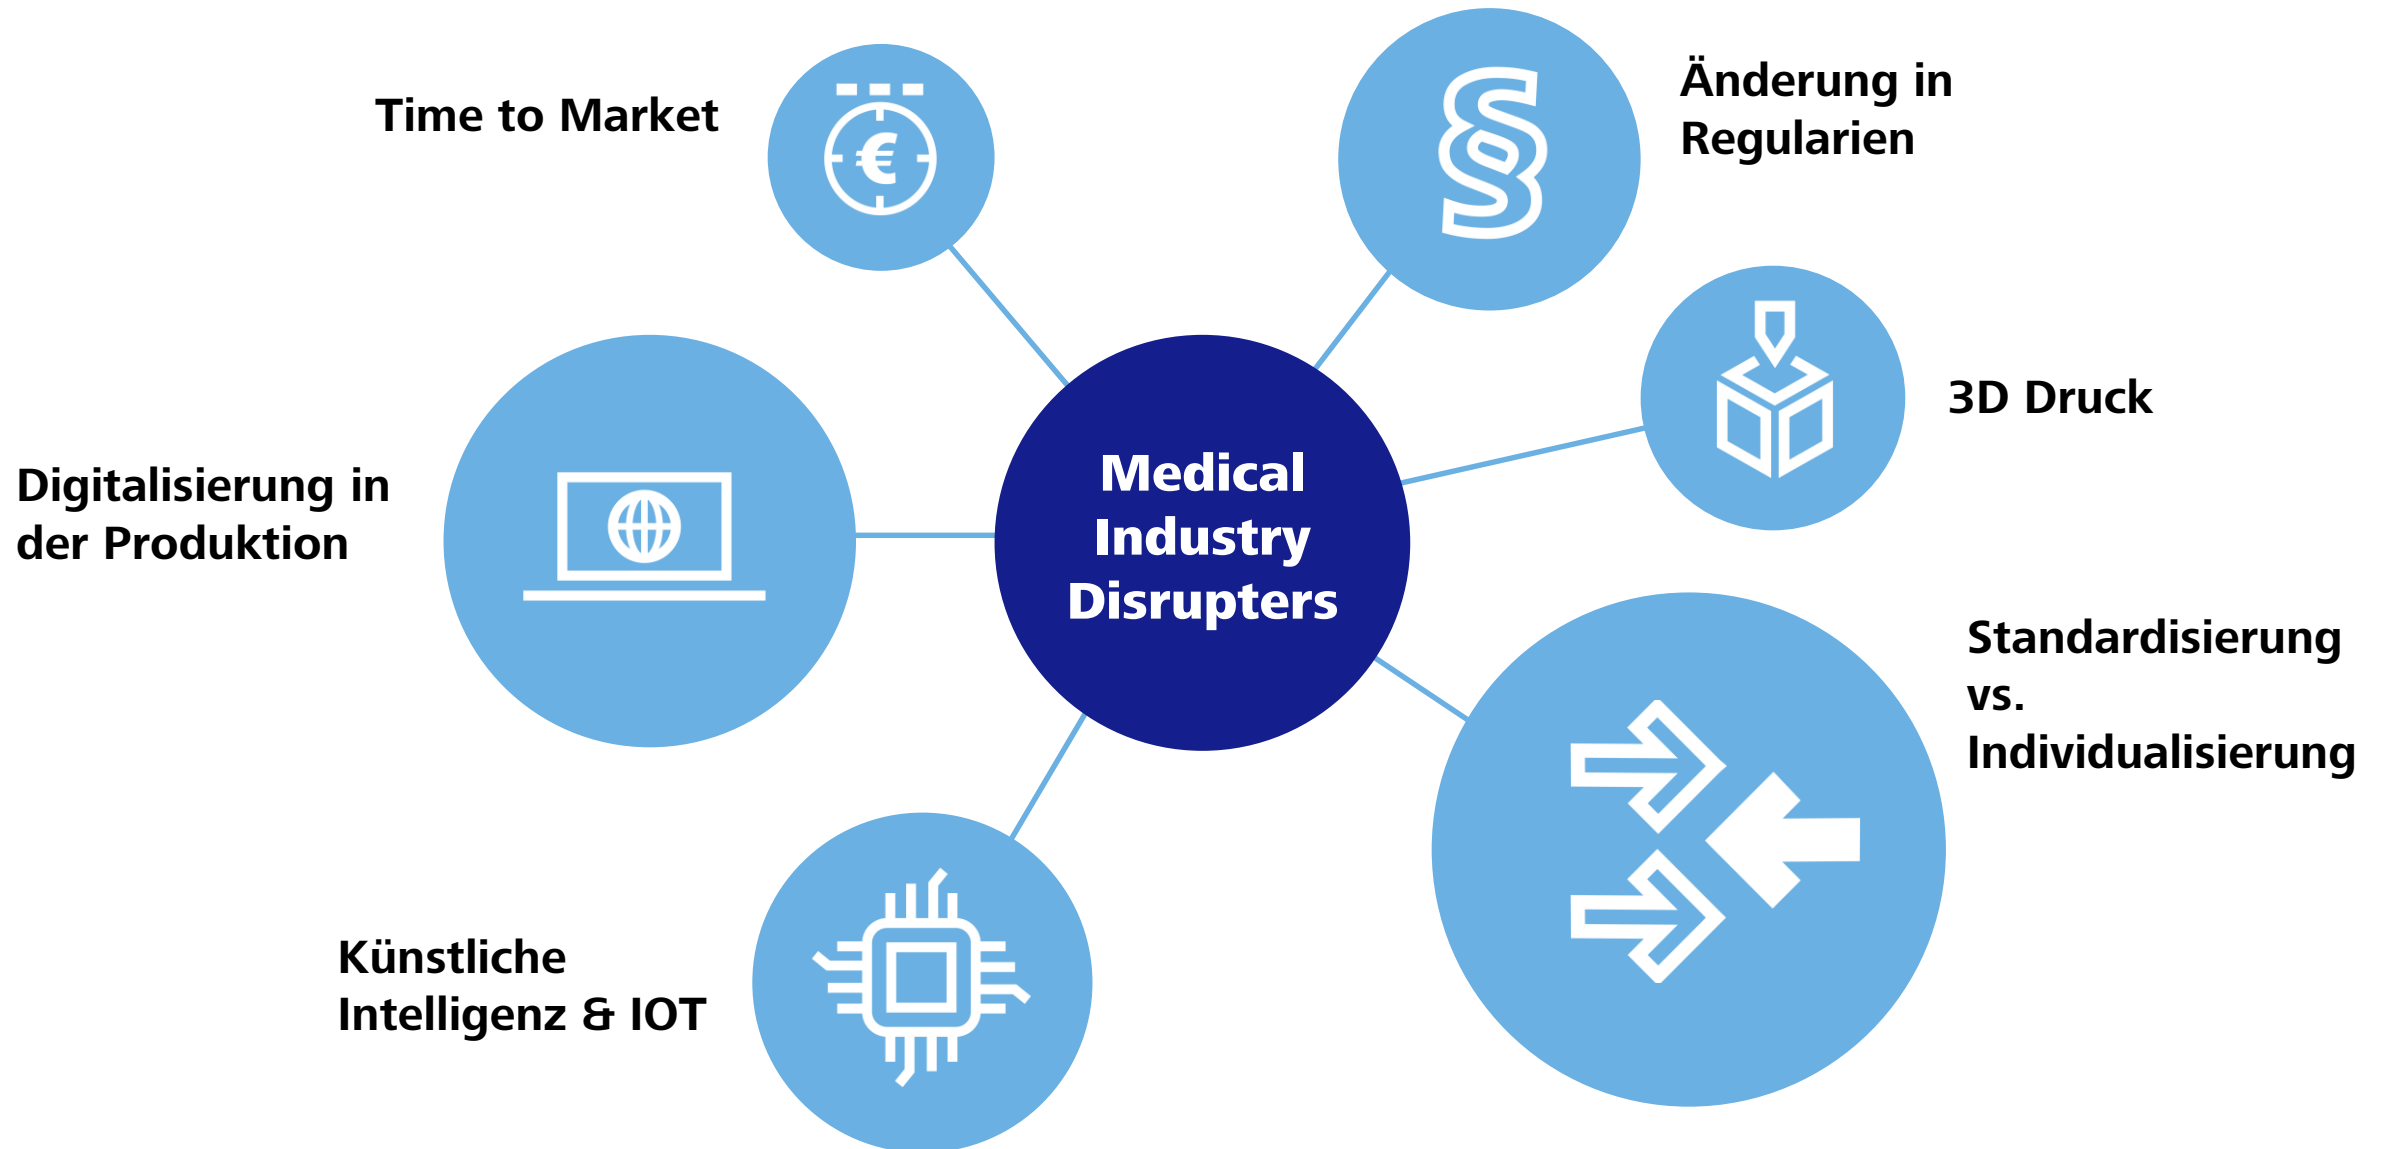 Time to Market
Änderung in
Regularien
3D Druck
Digitalisierung in
der Produktion
Medical
Industry
Disrupters
Standardisierung
vs.
Individualisierung
Künstliche
Intelligenz & IOT
€
§